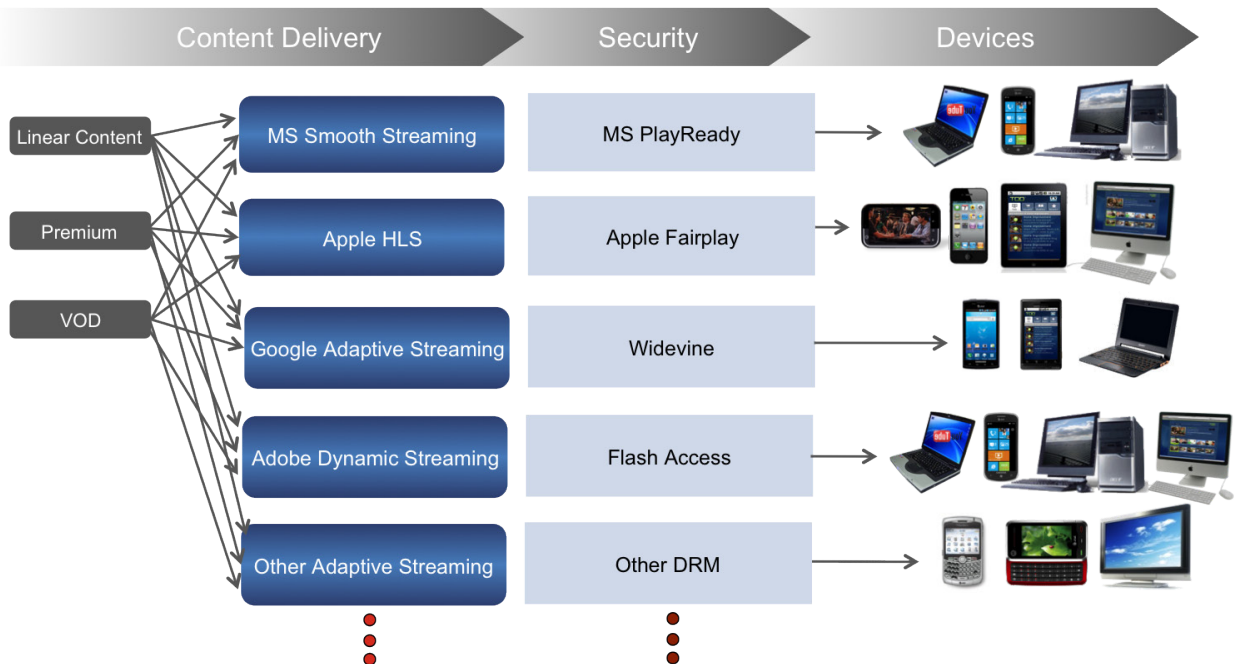 Content Delivery
Security
Devices
Linear Content
Premium
VOD
MS Smooth Streaming
MS PlayReady
Apple HLS
Apple Fairplay
Google Adaptive Streaming
Widevine
Adobe Dynamic Streaming
Flash Access
Other Adaptive Streaming
Other DRM